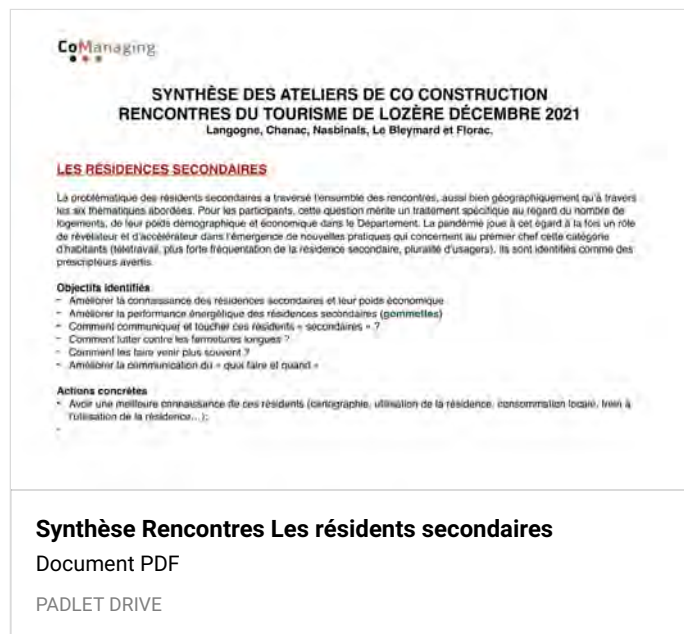 CoManaging
SYNTHÈSE DES ATELIERS DE CO CONSTRUCTION
RENCONTRES DU TOURISME DE LOZÈRE DÉCEMBRE 2021
Langogne, Chanac, Nasbinals, Le Bleymard et Florac.
LES RÉSIDENCES SECONDAIRES
La problématique des résidents secondaires a traversé l'ensemble des rencontres, aussi bien géographiquement qu'à travers
les six thématiques abordées. Pour les participants, cette question mérite un traitement spécifique au regard du nombre de
logements, de leur poids démographique et économique dans le Département. La pandémie joue à cet égard à la fois un rôle
de révélateur et d'accélérateur dans l'émergence de nouvelles pratiques qui concernent au premier chef cette catégorie
d'habitants (télétravail, plus forte fréquentation de la résidence secondaire, pluralité d'usagers). Ils sont identifiés comme des
prescripteurs avertis.
Objectifs identifiés
- Améliorer la connaissance des résidences secondaires et leur poids économique
- Améliorer la performance énergétique des résidences secondaires (gommettes)
- Comment communiquer et toucher ces résidents « secondaires » ?
- Comment lutter contre les fermetures longues ?
- Comment les faire venir plus souvent ?
- Améliorer la communication du « quoi faire et quand »
Actions concrètes
- Avoir une meilleure connaissance de ces résidents (cartographie, utilisation de la résidence, consommation locale, frein à
l'utilisation de la résidence...);
-
Synthèse Rencontres Les résidents secondaires
Document PDF
PADLET DRIVE